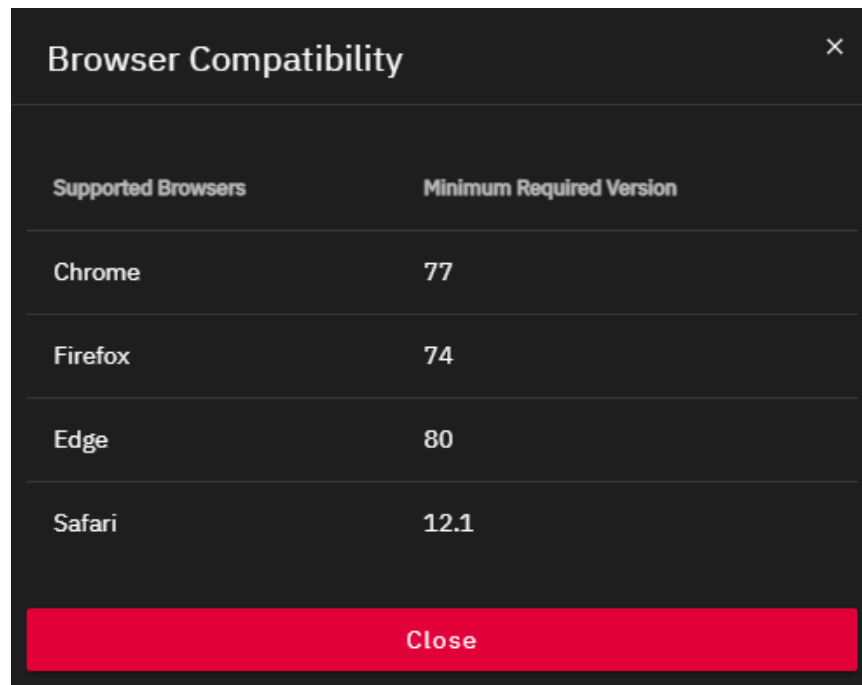 Browser Compatibility
Supported Browsers Minimum Required Version
Chrome 77
Firefox 74
Edge 80
Safari 12.1
Close